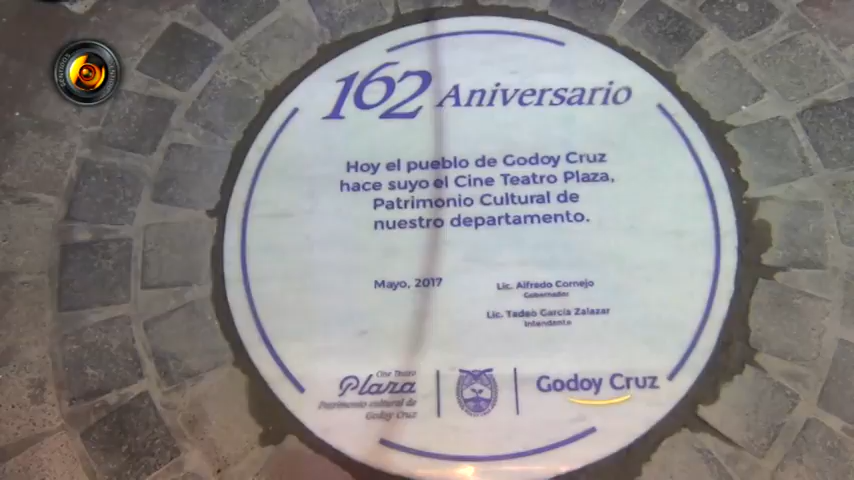 162 Aniversario
Hoy el pueblo de Godoy Cruz
hace suyo el Cine Teatro Plaza,
Patrimonio Cultural de
nuestro departamento.
Mayo, 2017
Lic. Alfredo Cornejo
Gobernador
Lic. Tadeo García Zalazar
Intendente
Cine Teatro
Plaza
Patrimonio cultural de
Godoy Cruz
Godoy Cruz